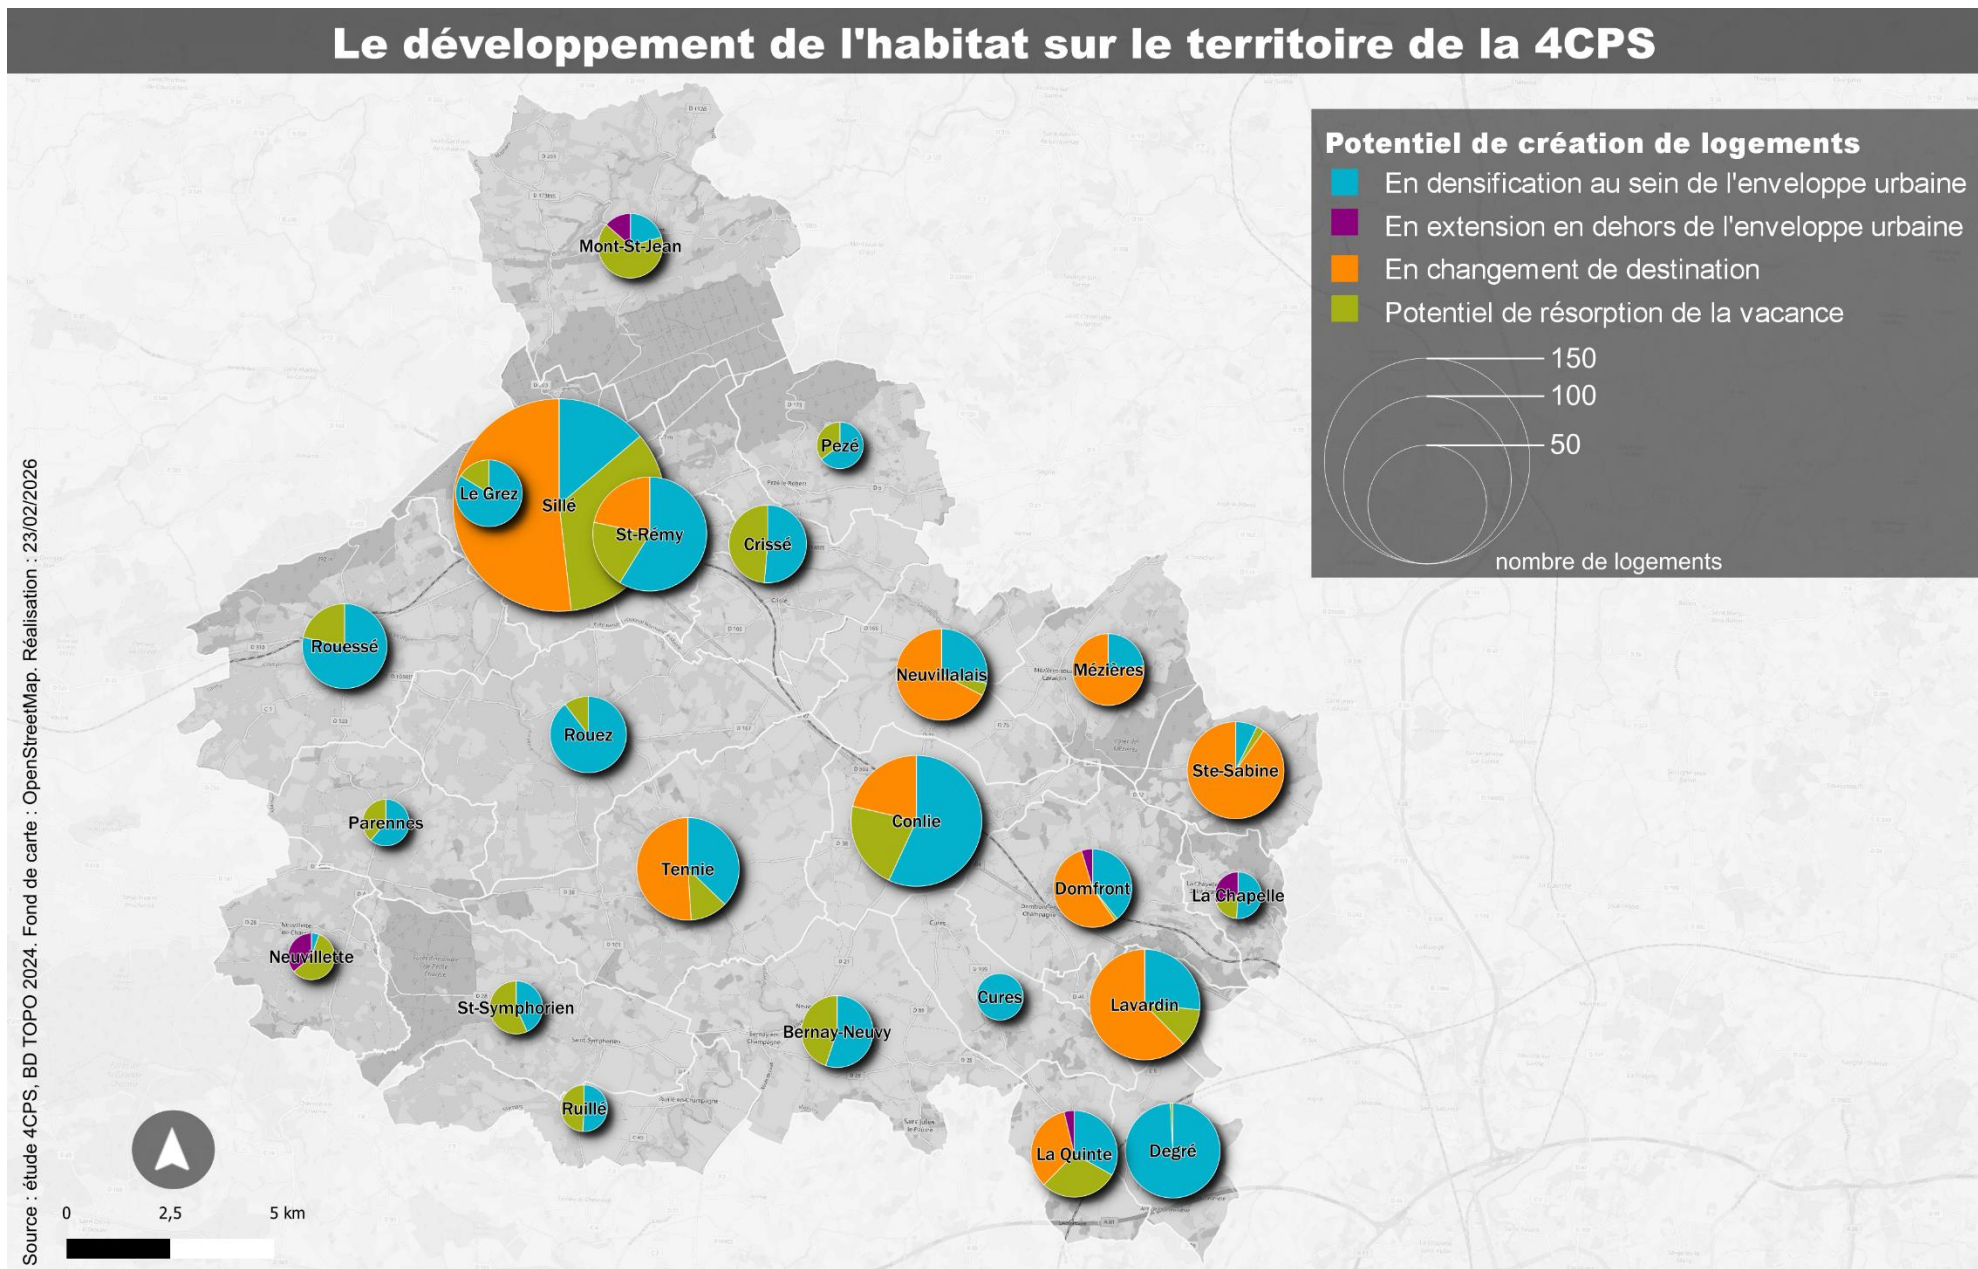 Le développement de l'habitat sur le territoire de la 4CPS
Potentiel de création de logements
En densification au sein de l'enveloppe urbaine
En extension en dehors de l'enveloppe urbaine
En changement de destination
Potentiel de résorption de la vacance
150
100
50
nombre de logements
Mont-St-Jean
Pezé
Le Grez
Sillé
St-Rémy
Crissé
Rouessé
Neuvillalais
Mézières
Rouez
Ste-Sabine
Parennes
Conlie
Tennie
Domfront
La Chapelle
Neuvillette
St-Symphorien
Cures
Lavardin
Bernay-Neuvy
Ruillé
La Quinte
Degré
0 2,5 5 km
Source : étude 4CPS, BD TOPO 2024. Fond de carte : OpenStreetMap. Réalisation : 23/02/2026